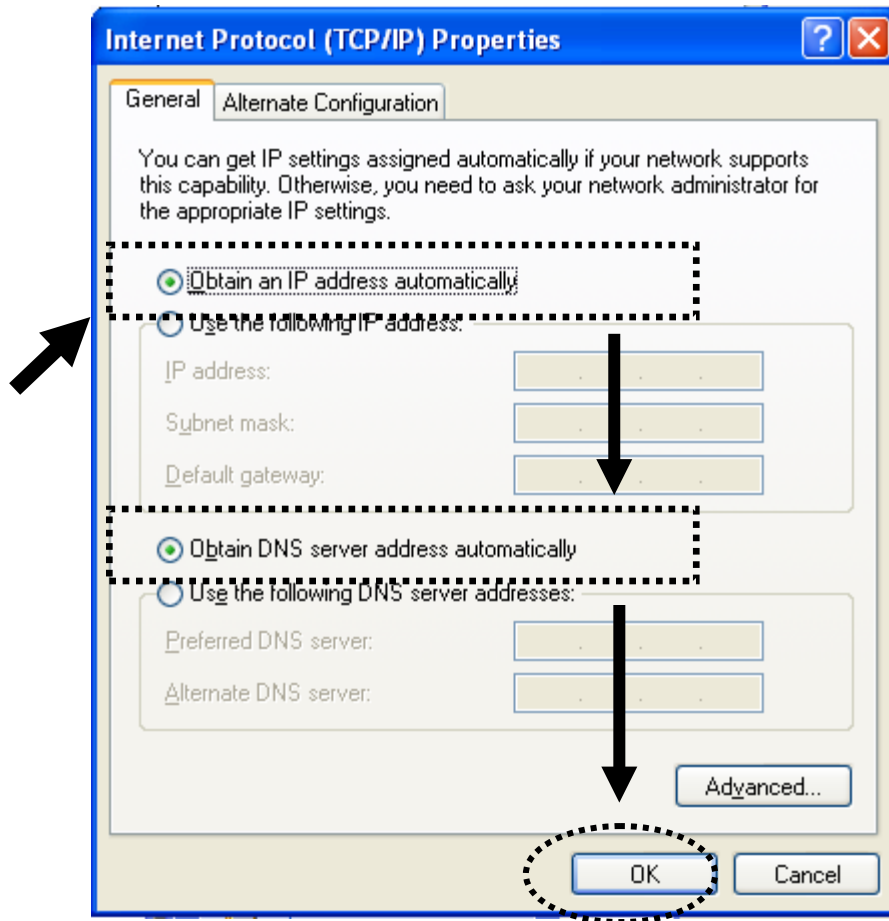 Internet Protocol (TCP/IP) Properties
General
Alternate Configuration
You can get IP settings assigned automatically if your network supports
this capability. Otherwise, you need to ask your network administrator for
the appropriate IP settings.
Obtain an IP address automatically
Use the following IP address:
IP address:
Subnet mask:
Default gateway:
Obtain DNS server address automatically
Use the following DNS server addresses:
Preferred DNS server:
Alternate DNS server:
Advanced...
OK
Cancel